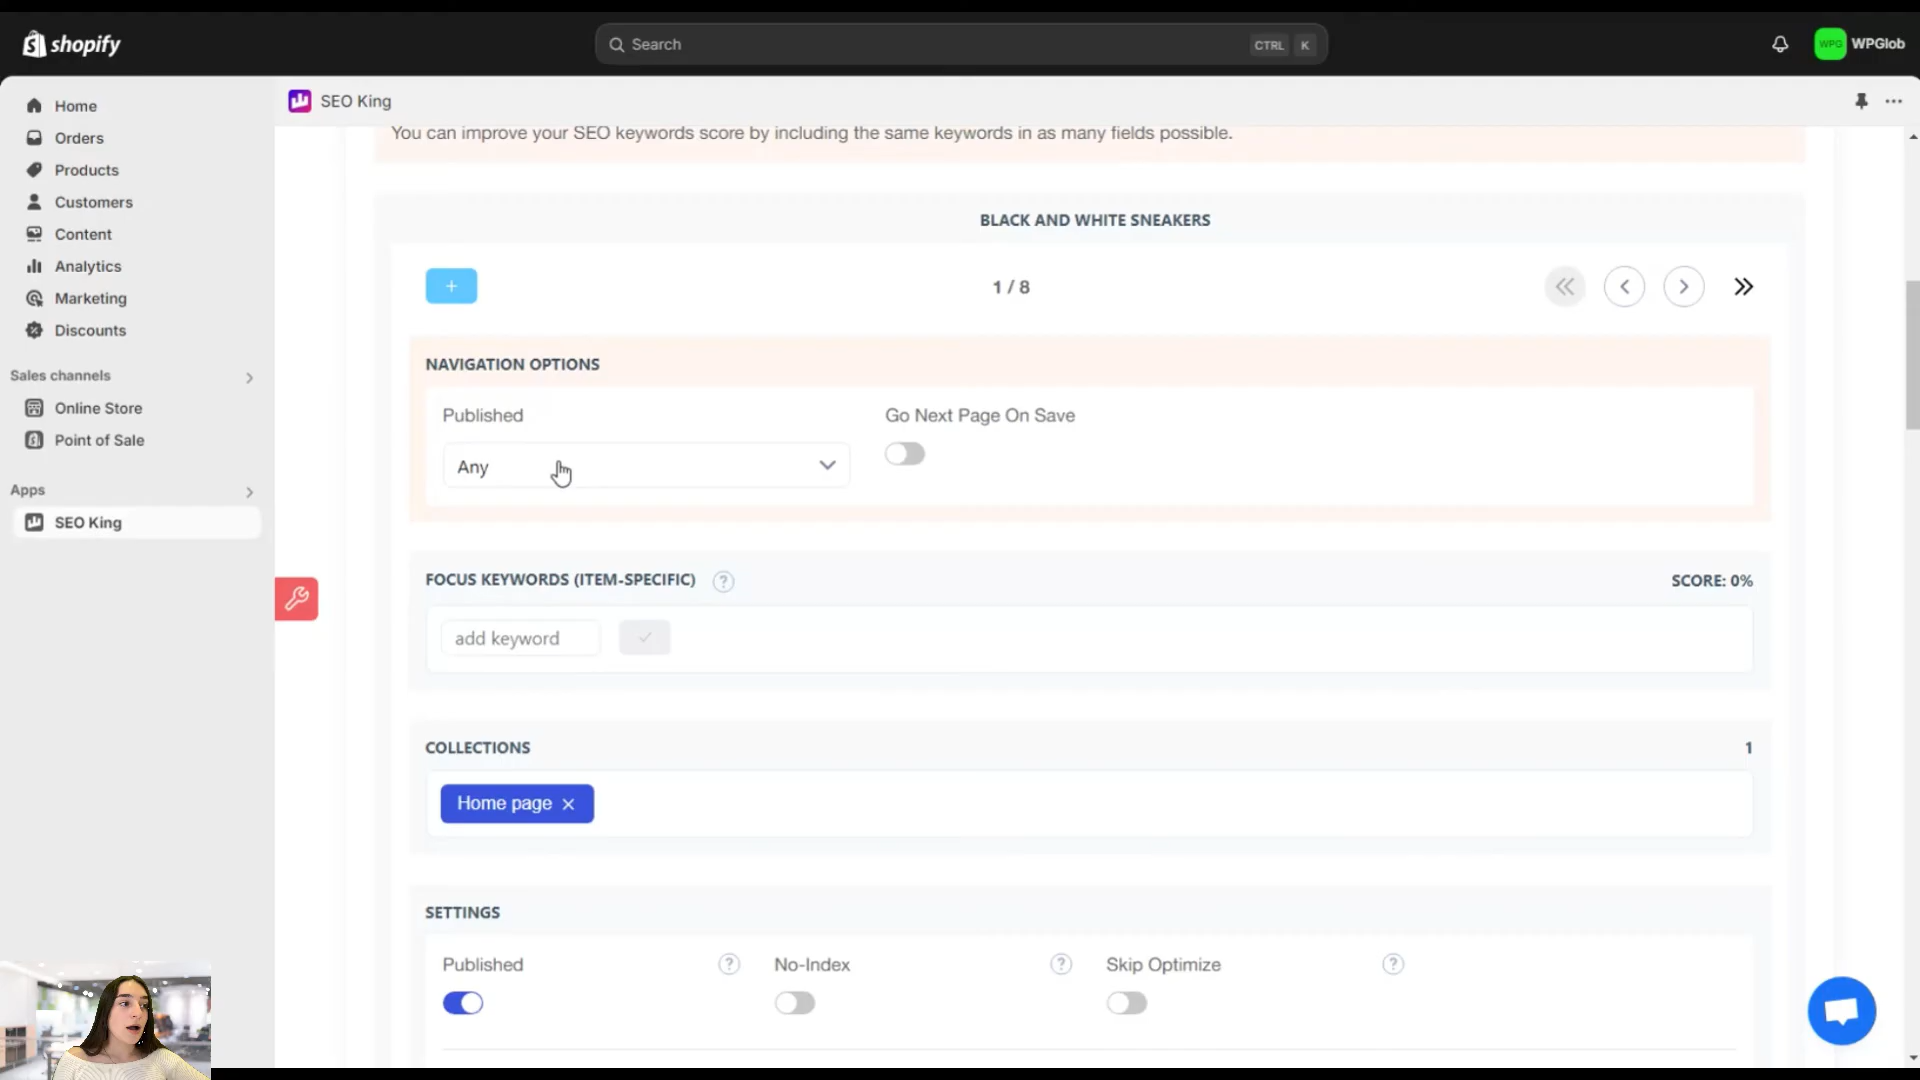 shopify
Search
CTRL K
WPG
WPGlob
Home
Orders
Products
Customers
Content
Analytics
Marketing
Discounts
Sales channels
Online Store
Point of Sale
Apps
SEO King
SEO King
You can improve your SEO keywords score by including the same keywords in as many fields possible.
BLACK AND WHITE SNEAKERS
+
1 / 8
NAVIGATION OPTIONS
Published
Go Next Page On Save
Any
FOCUS KEYWORDS (ITEM-SPECIFIC) ?
SCORE: 0%
add keyword
COLLECTIONS
1
Home page ×
SETTINGS
Published ?
No-Index ?
Skip Optimize ?